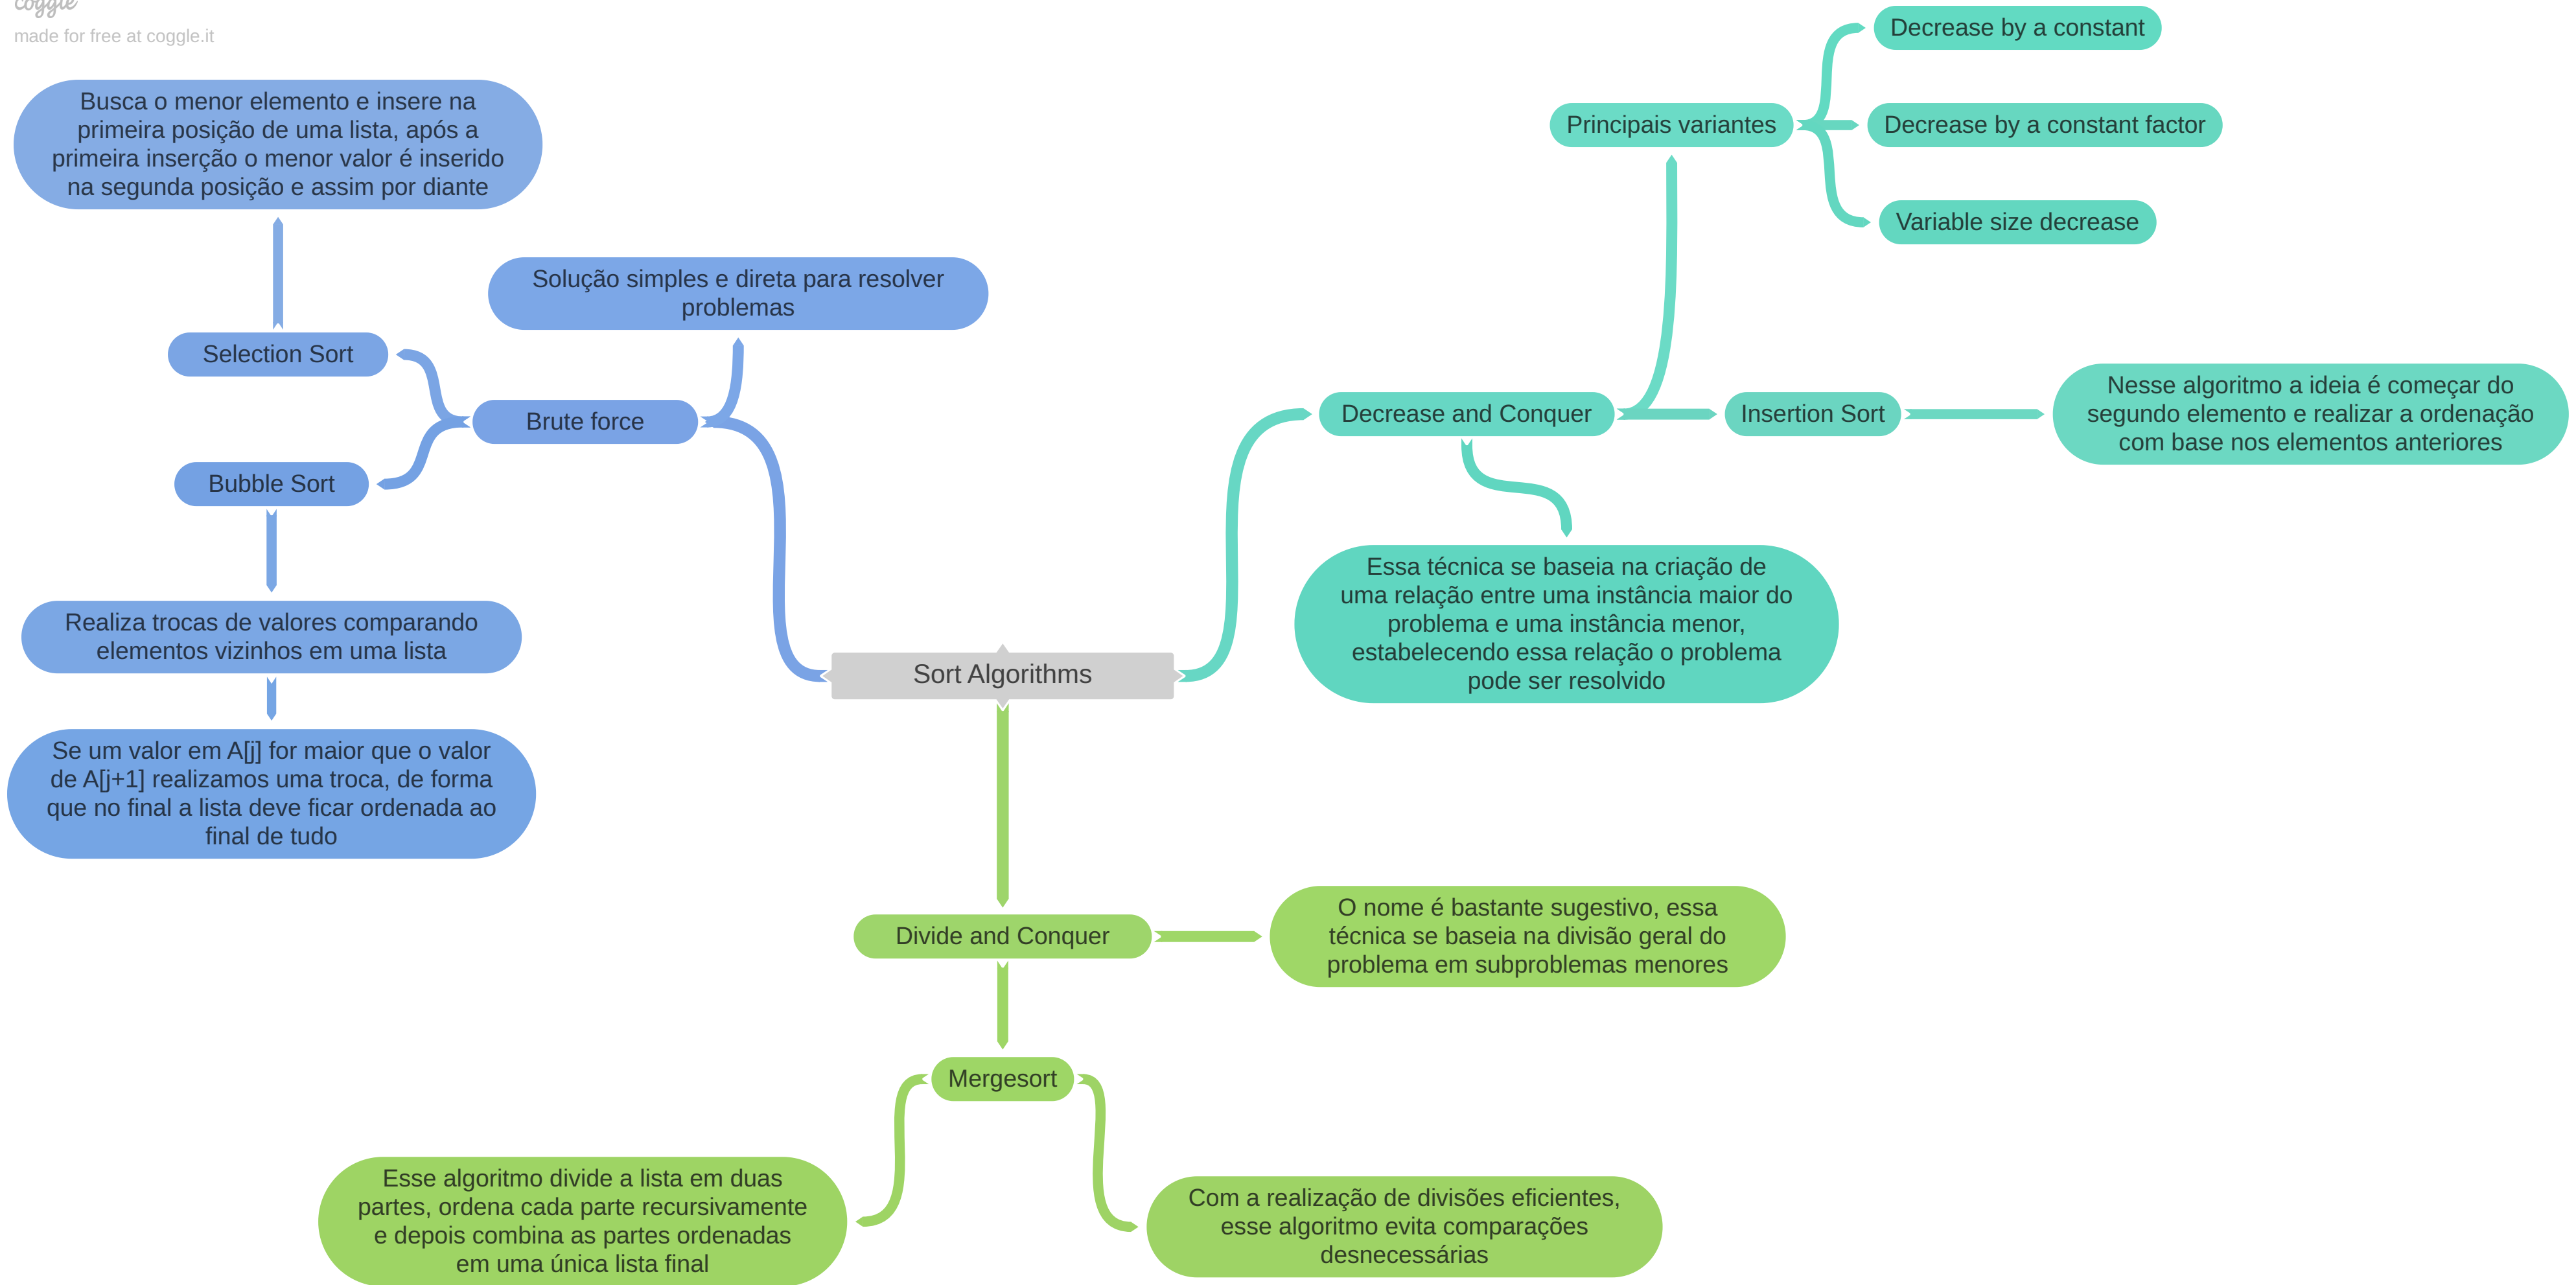 coggle
made for free at coggle.it
Busca o menor elemento e insere na
primeira posição de uma lista, após a
primeira inserção o menor valor é inserido
na segunda posição e assim por diante
Solução simples e direta para resolver
problemas
Selection Sort
Brute force
Bubble Sort
Realiza trocas de valores comparando
elementos vizinhos em uma lista
Se um valor em A[j] for maior que o valor
de A[j+1] realizamos uma troca, de forma
que no final a lista deve ficar ordenada ao
final de tudo
Sort Algorithms
Decrease by a constant
Principais variantes
Decrease by a constant factor
Variable size decrease
Decrease and Conquer
Insertion Sort
Nesse algoritmo a ideia é começar do
segundo elemento e realizar a ordenação
com base nos elementos anteriores
Essa técnica se baseia na criação de
uma relação entre uma instância maior do
problema e uma instância menor,
estabelecendo essa relação o problema
pode ser resolvido
Divide and Conquer
O nome é bastante sugestivo, essa
técnica se baseia na divisão geral do
problema em subproblemas menores
Mergesort
Esse algoritmo divide a lista em duas
partes, ordena cada parte recursivamente
e depois combina as partes ordenadas
em uma única lista final
Com a realização de divisões eficientes,
esse algoritmo evita comparações
desnecessárias